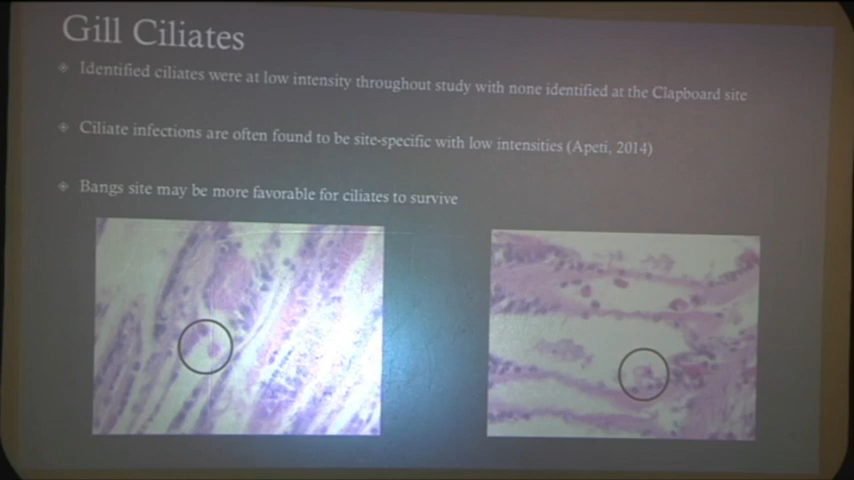 Gill Ciliates
Identified ciliates were at low intensity throughout study with none identified at the Clapboard site
Ciliate infections are often found to be site-specific with low intensities (Apeti, 2014)
Bangs site may be more favorable for ciliates to survive